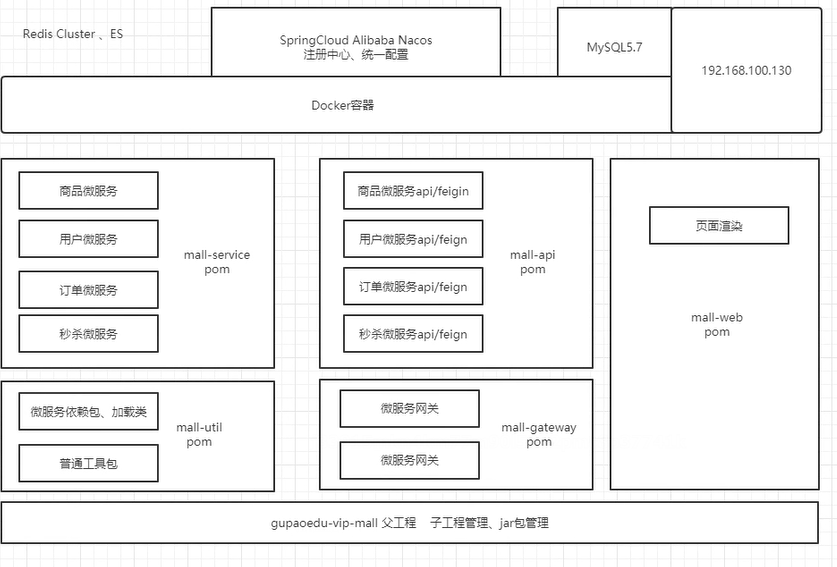 Redis Cluster 、ES
SpringCloud Alibaba Nacos
注册中心、统一配置
MySQL5.7
192.168.100.130
Docker容器
商品微服务
用户微服务
订单微服务
秒杀微服务
mall-service
pom
商品微服务api/feigin
用户微服务api/feign
订单微服务api/feign
秒杀微服务api/feign
mall-api
pom
页面渲染
mall-web
pom
微服务依赖包、加载类
普通工具包
mall-util
pom
微服务网关
微服务网关
mall-gateway
pom
gupaoedu-vip-mall 父工程 子工程管理、jar包管理